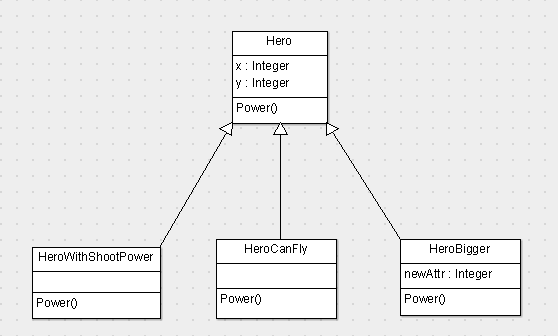 Hero
x : Integer
y : Integer
Power()
HeroWithShootPower
Power()
HeroCanFly
Power()
HeroBigger
newAttr : Integer
Power()